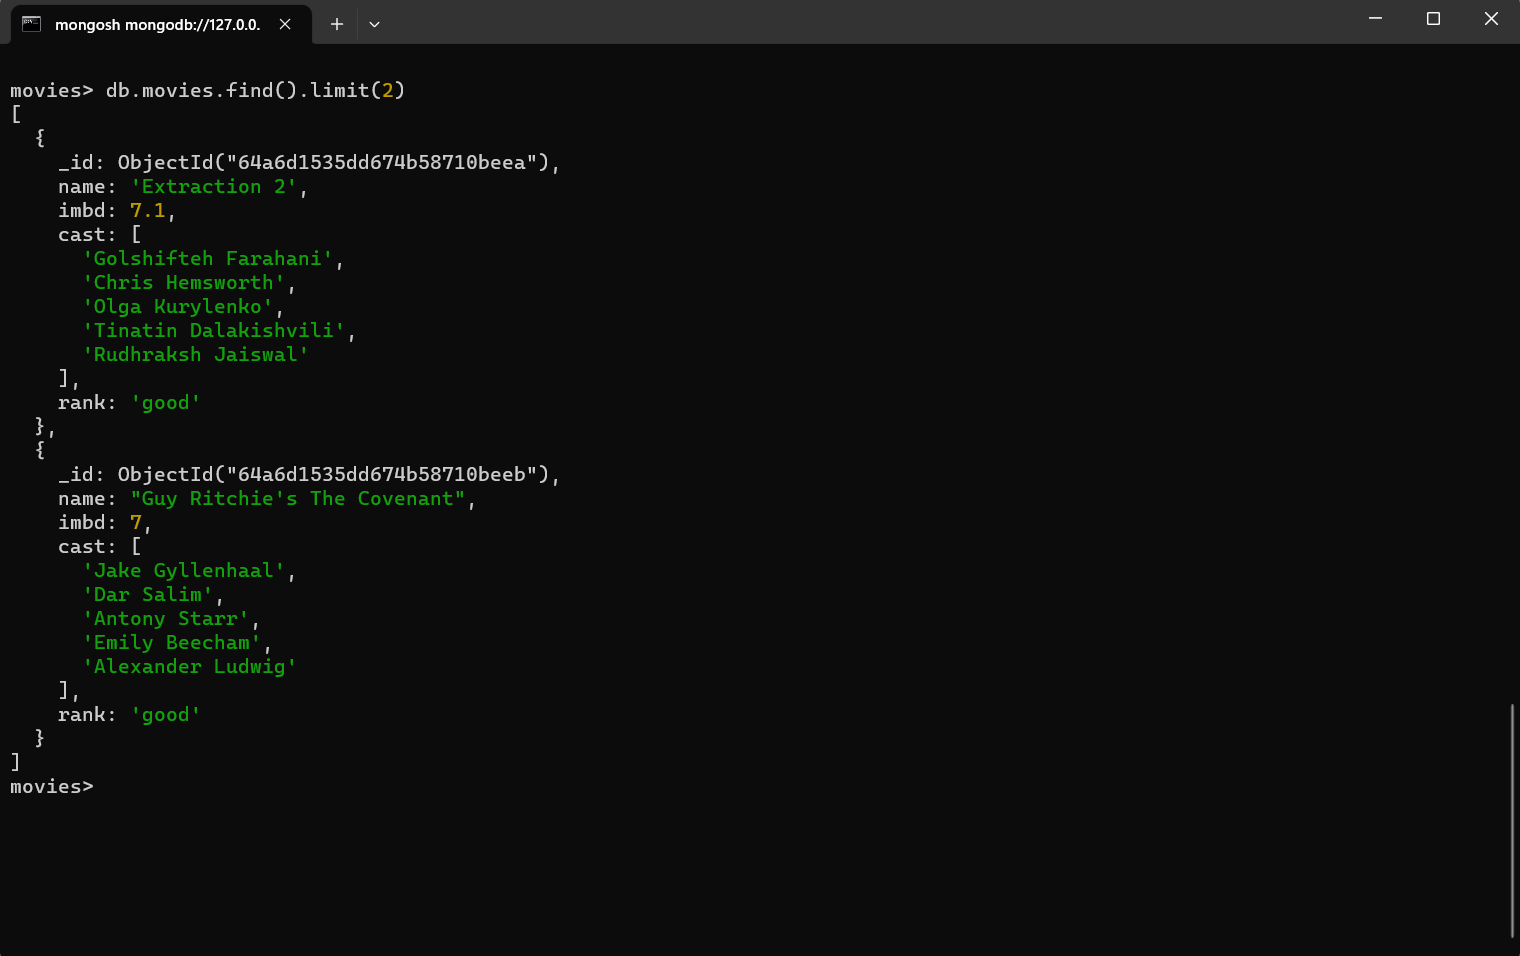 mongosh mongodb://127.0.0.
movies> db.movies.find().limit(2)
[
  {
    _id: ObjectId("64a6d1535dd674b58710beea"),
    name: 'Extraction 2',
    imbd: 7.1,
    cast: [
      'Golshifteh Farahani',
      'Chris Hemsworth',
      'Olga Kurylenko',
      'Tinatin Dalakishvili',
      'Rudhraksh Jaiswal'
    ],
    rank: 'good'
  },
  {
    _id: ObjectId("64a6d1535dd674b58710beeb"),
    name: "Guy Ritchie's The Covenant",
    imbd: 7,
    cast: [
      'Jake Gyllenhaal',
      'Dar Salim',
      'Antony Starr',
      'Emily Beecham',
      'Alexander Ludwig'
    ],
    rank: 'good'
  }
]
movies>